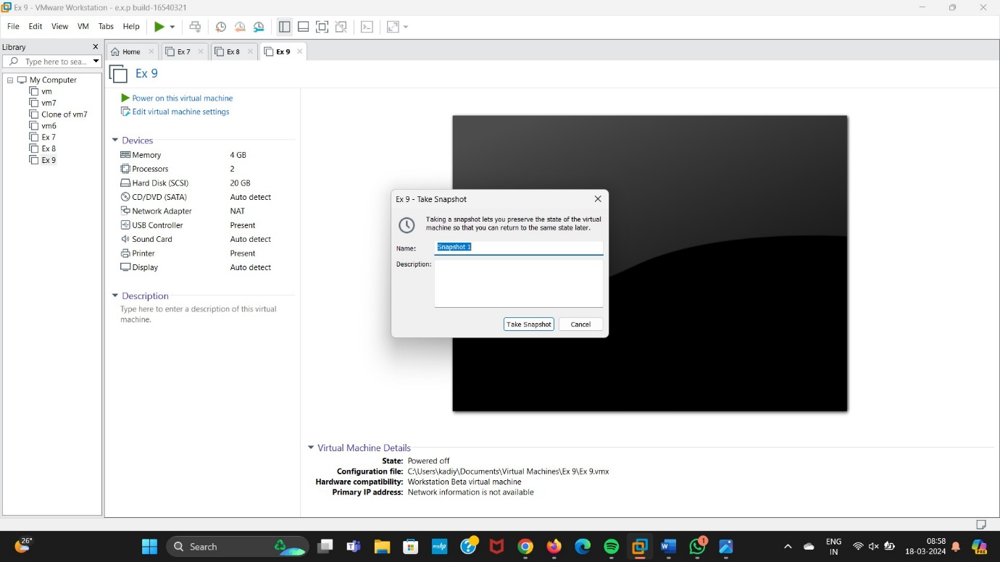 Ex 9 - VMware Workstation - e.x.p build-16540321
File Edit View VM Tabs Help
Library
Type here to sea...
My Computer
vm
vm7
Clone of vm7
vm6
Ex 7
Ex 8
Ex 9
Home Ex 7 Ex 8 Ex 9
Ex 9
Power on this virtual machine
Edit virtual machine settings
Devices
Memory 4 GB
Processors 2
Hard Disk (SCSI) 20 GB
CD/DVD (SATA) Auto detect
Network Adapter NAT
USB Controller Present
Sound Card Auto detect
Printer Present
Display Auto detect
Description
Type here to enter a description of this virtual
machine.
Ex 9 - Take Snapshot
Taking a snapshot lets you preserve the state of the virtual
machine so that you can return to the same state later.
Name: Snapshot 1
Description:
Take Snapshot Cancel
Virtual Machine Details
State: Powered off
Configuration file: C:\Users\kadiy\Documents\Virtual Machines\Ex 9\Ex 9.vmx
Hardware compatibility: Workstation Beta virtual machine
Primary IP address: Network information is not available
26°
Search
myhp
1
PRE
ENG
IN
08:58
18-03-2024